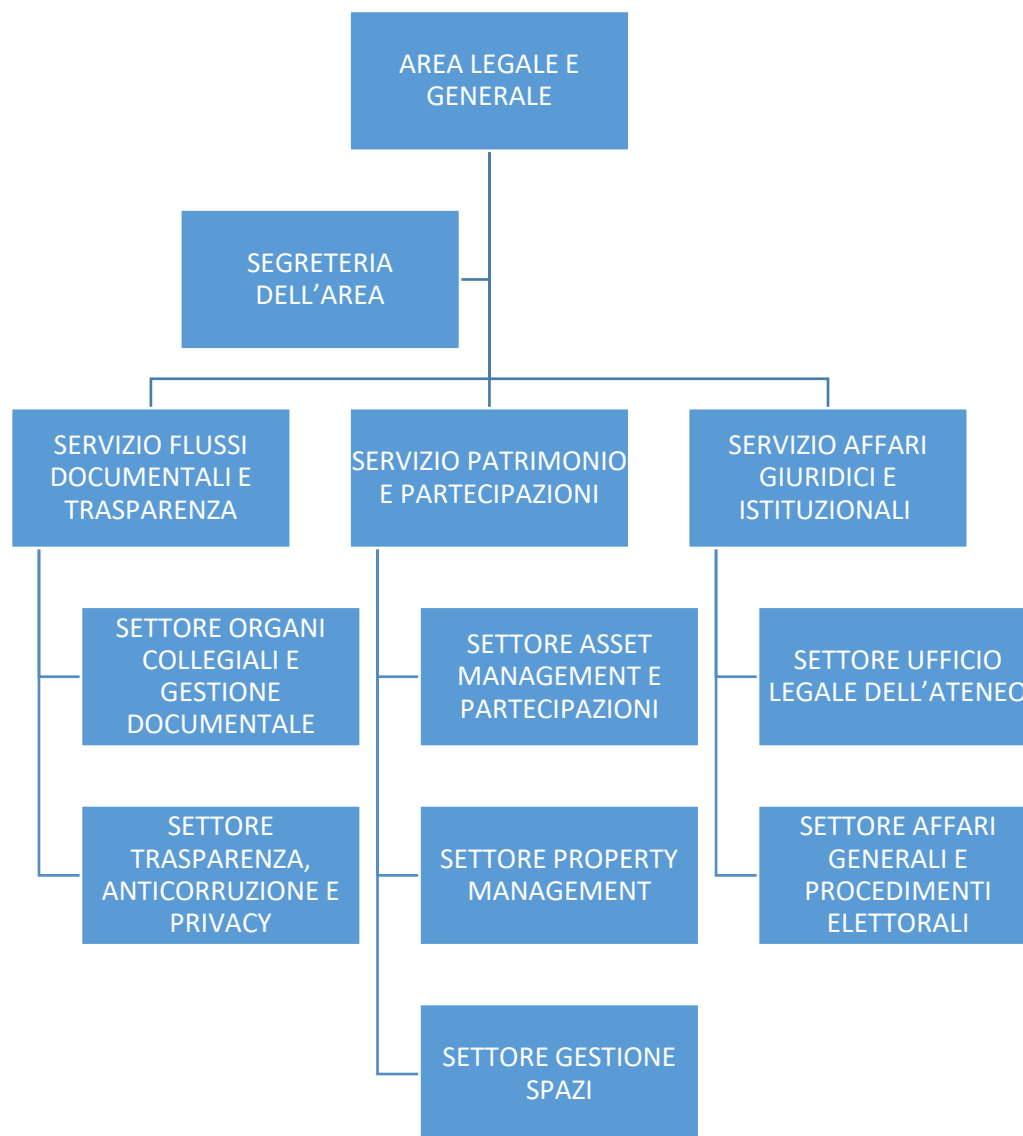 AREA LEGALE E
GENERALE
SEGRETERIA
DELL’AREA
SERVIZIO FLUSSI
DOCUMENTALI E
TRASPARENZA
SERVIZIO PATRIMONIO
E PARTECIPAZIONI
SERVIZIO AFFARI
GIURIDICI E
ISTITUZIONALI
SETTORE ORGANI
COLLEGIALI E
GESTIONE
DOCUMENTALE
SETTORE ASSET
MANAGEMENT E
PARTECIPAZIONI
SETTORE UFFICIO
LEGALE DELL’ATENEO
SETTORE
TRASPARENZA,
ANTICORRUZIONE E
PRIVACY
SETTORE PROPERTY
MANAGEMENT
SETTORE AFFARI
GENERALI E
PROCEDIMENTI
ELETTORALI
SETTORE GESTIONE
SPAZI